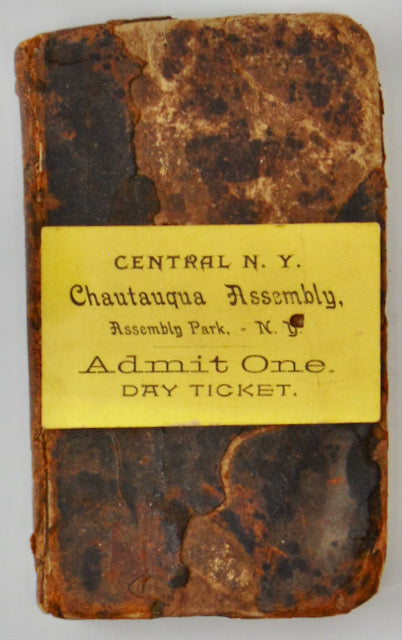 CENTRAL N. Y.
Chautauqua Assembly,
Assembly Park, - N. Y.
Admit One.
DAY TICKET.